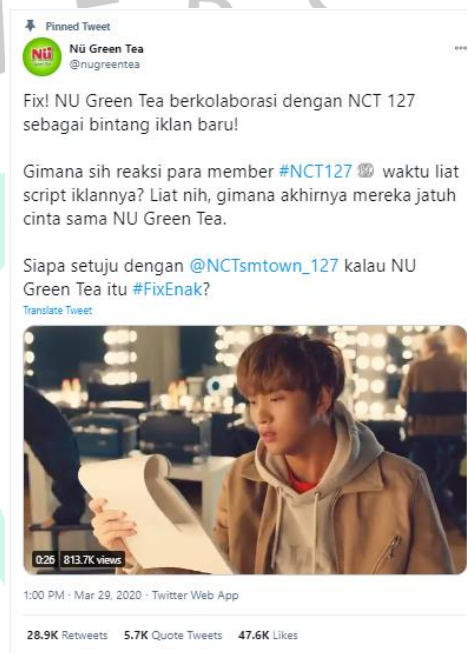 Pinned Tweet
Nü Green Tea
@nugreentea
Fix! NU Green Tea berkolaborasi dengan NCT 127
sebagai bintang iklan baru!
Gimana sih reaksi para member #NCT127 waktu liat
script iklannya? Liat nih, gimana akhirnya mereka jatuh
cinta sama NU Green Tea.
Siapa setuju dengan @NCTsmtown_127 kalau NU
Green Tea itu #FixEnak?
Translate Tweet
0:26 813.7K views
1:00 PM · Mar 29, 2020 · Twitter Web App
28.9K Retweets 5.7K Quote Tweets 47.6K Likes